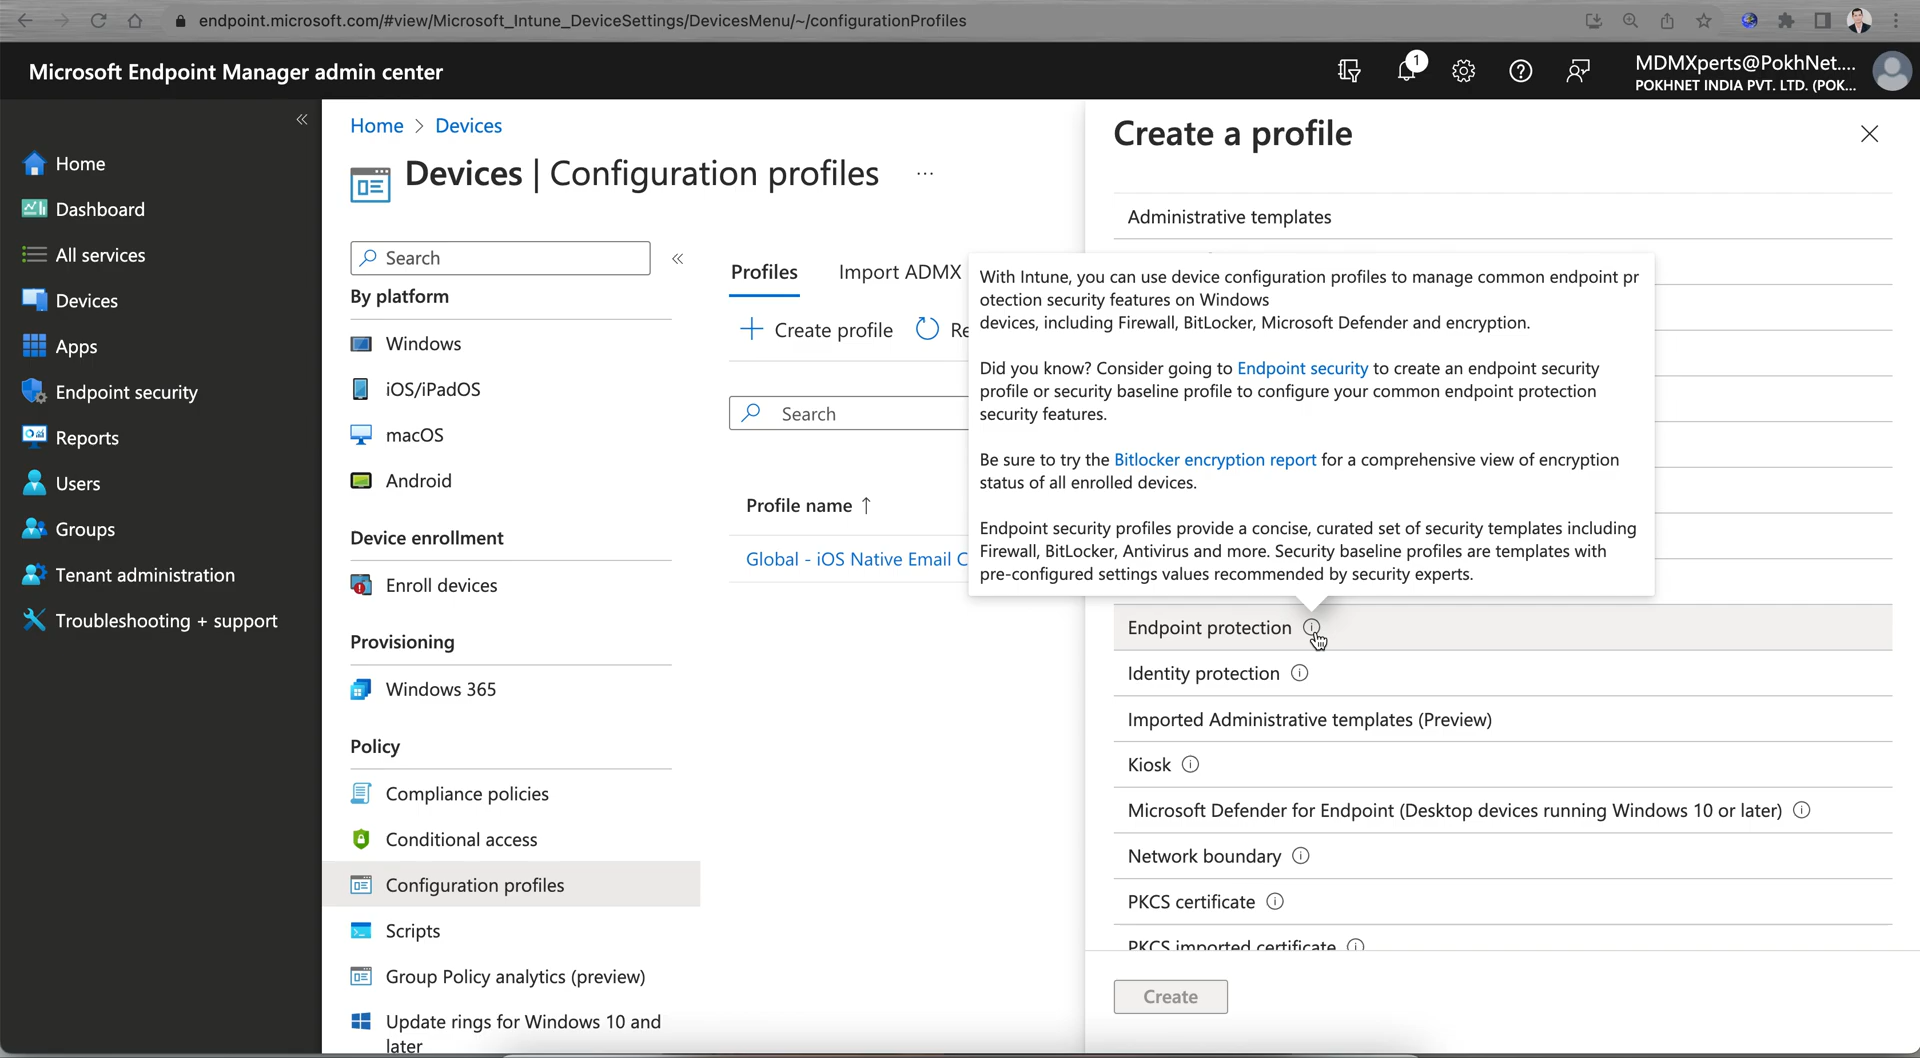 endpoint.microsoft.com/#view/Microsoft_Intune_DeviceSettings/DevicesMenu/~/configurationProfiles
Microsoft Endpoint Manager admin center
1
MDMXperts@PokhNet....
POKHNET INDIA PVT. LTD. (POK...
«
Home
Dashboard
All services
Devices
Apps
Endpoint security
Reports
Users
Groups
Tenant administration
Troubleshooting + support
Home > Devices
Devices | Configuration profiles ...
Search «
By platform
Windows
iOS/iPadOS
macOS
Android
Device enrollment
Enroll devices
Provisioning
Windows 365
Policy
Compliance policies
Conditional access
Configuration profiles
Scripts
Group Policy analytics (preview)
Update rings for Windows 10 and
later
Profiles Import ADMX
+ Create profile Re
Search
Profile name ↑
Global - iOS Native Email C
Create a profile
Administrative templates
With Intune, you can use device configuration profiles to manage common endpoint pr
otection security features on Windows
devices, including Firewall, BitLocker, Microsoft Defender and encryption.
Did you know? Consider going to Endpoint security to create an endpoint security
profile or security baseline profile to configure your common endpoint protection
security features.
Be sure to try the Bitlocker encryption report for a comprehensive view of encryption
status of all enrolled devices.
Endpoint security profiles provide a concise, curated set of security templates including
Firewall, BitLocker, Antivirus and more. Security baseline profiles are templates with
pre-configured settings values recommended by security experts.
Endpoint protection
Identity protection
Imported Administrative templates (Preview)
Kiosk
Microsoft Defender for Endpoint (Desktop devices running Windows 10 or later)
Network boundary
PKCS certificate
PKCS imported certificate
Create